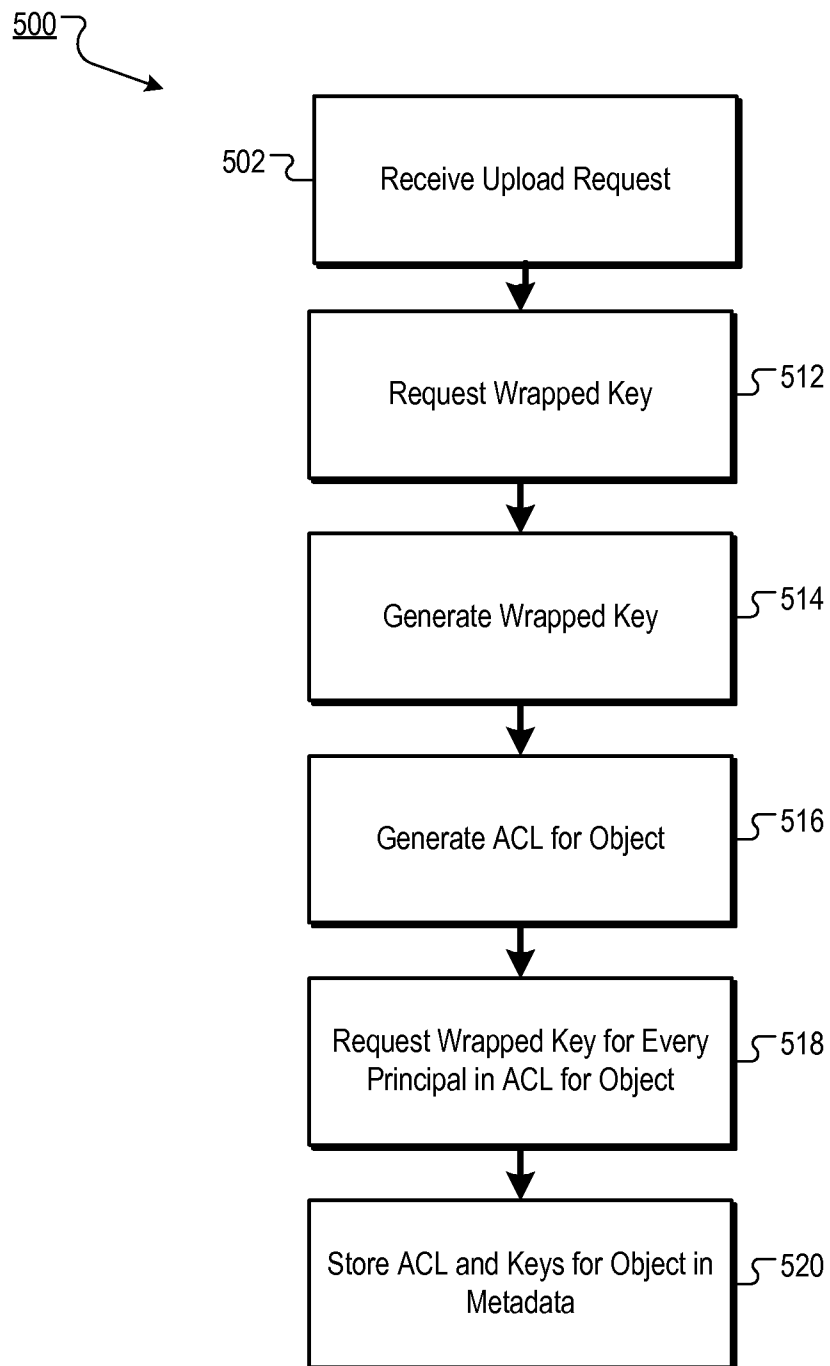 500
502
Receive Upload Request
Request Wrapped Key
512
Generate Wrapped Key
514
Generate ACL for Object
516
Request Wrapped Key for Every
Principal in ACL for Object
518
Store ACL and Keys for Object in
Metadata
520